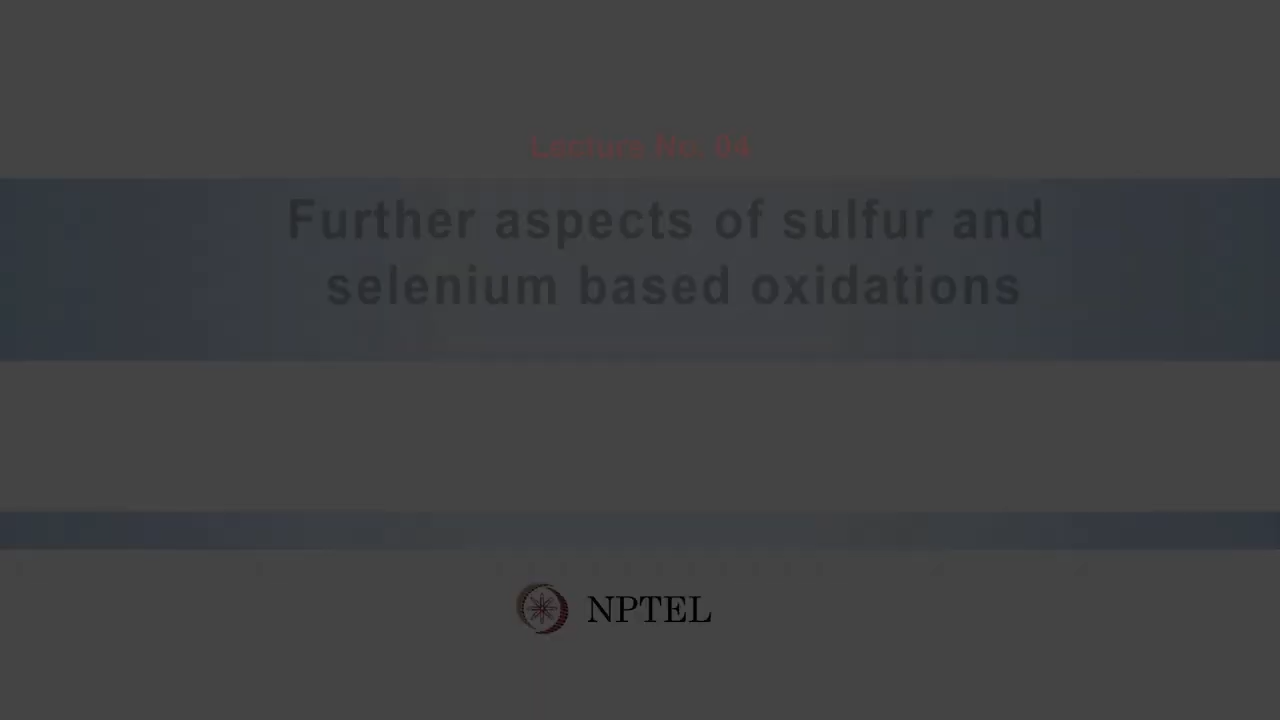 Lecture No. 04
Further aspects of sulfur and
selenium based oxidations
NPTEL